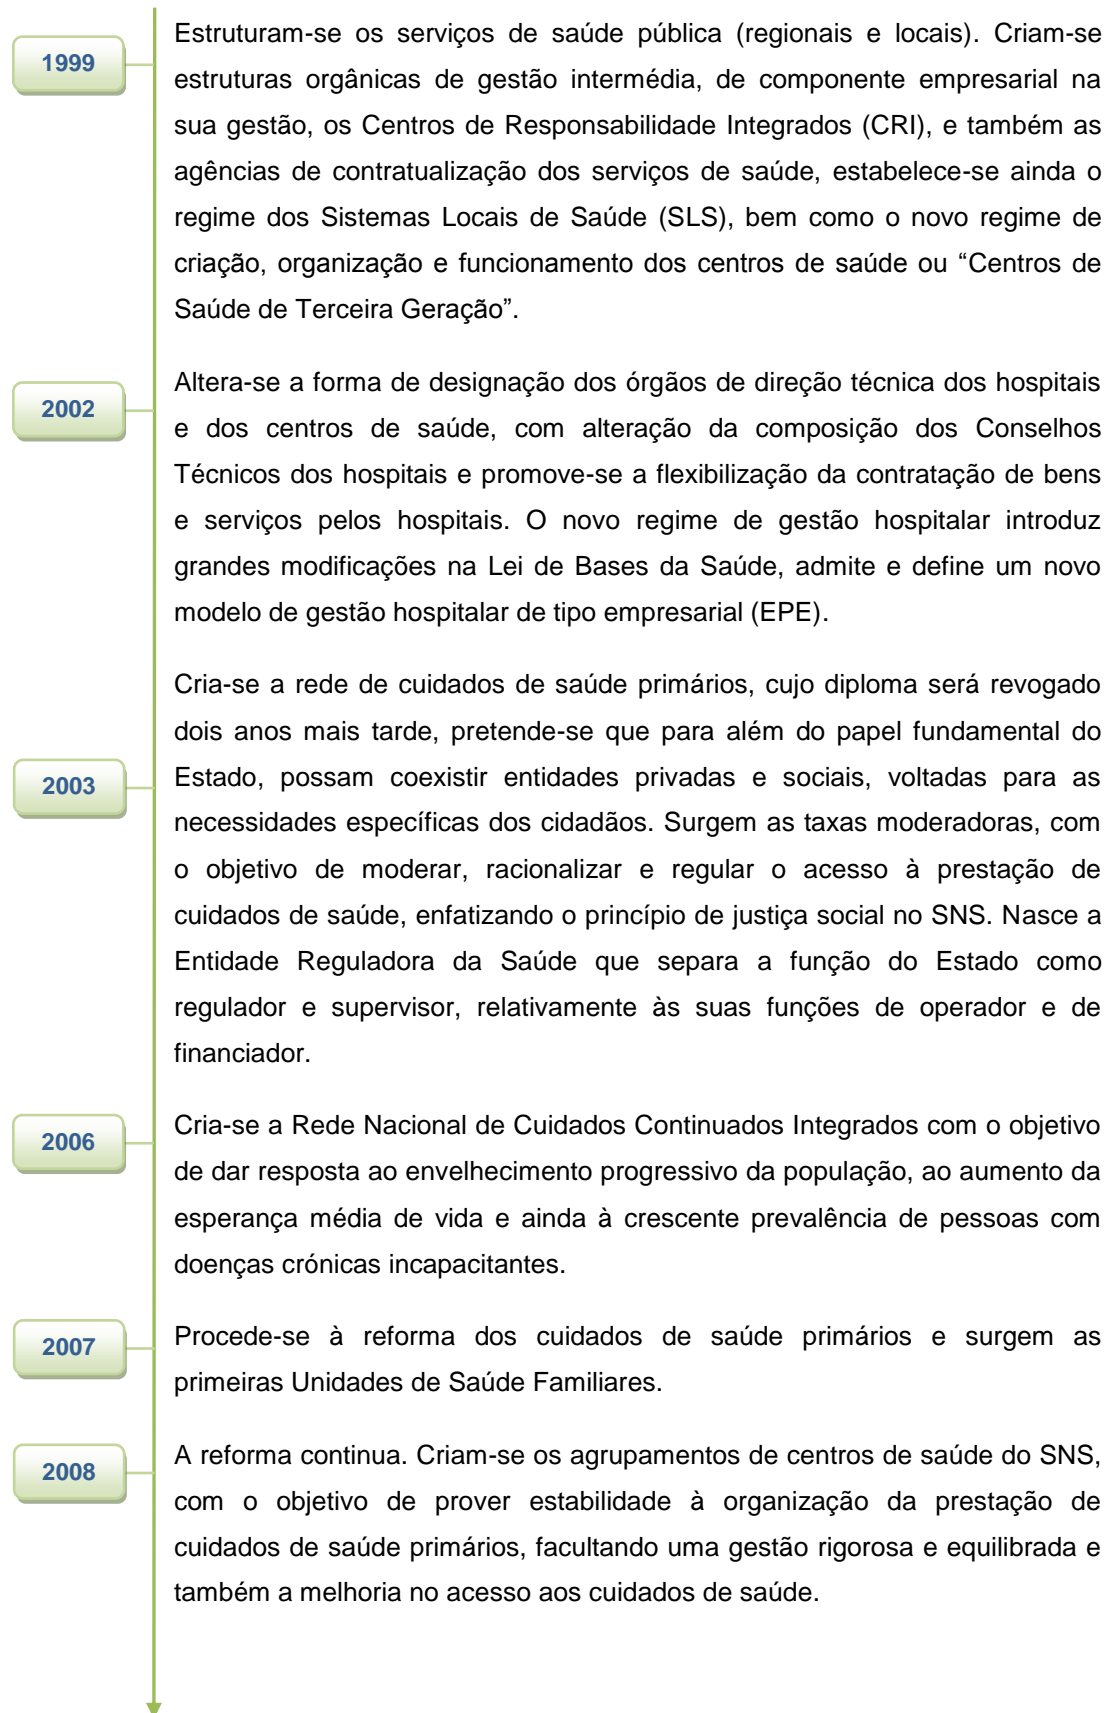 1999
Estruturam-se os serviços de saúde pública (regionais e locais). Criam-se
estruturas orgânicas de gestão intermédia, de componente empresarial na
sua gestão, os Centros de Responsabilidade Integrados (CRI), e também as
agências de contratualização dos serviços de saúde, estabelece-se ainda o
regime dos Sistemas Locais de Saúde (SLS), bem como o novo regime de
criação, organização e funcionamento dos centros de saúde ou “Centros de
Saúde de Terceira Geração”.
2002
Altera-se a forma de designação dos órgãos de direção técnica dos hospitais
e dos centros de saúde, com alteração da composição dos Conselhos
Técnicos dos hospitais e promove-se a flexibilização da contratação de bens
e serviços pelos hospitais. O novo regime de gestão hospitalar introduz
grandes modificações na Lei de Bases da Saúde, admite e define um novo
modelo de gestão hospitalar de tipo empresarial (EPE).
2003
Cria-se a rede de cuidados de saúde primários, cujo diploma será revogado
dois anos mais tarde, pretende-se que para além do papel fundamental do
Estado, possam coexistir entidades privadas e sociais, voltadas para as
necessidades específicas dos cidadãos. Surgem as taxas moderadoras, com
o objetivo de moderar, racionalizar e regular o acesso à prestação de
cuidados de saúde, enfatizando o princípio de justiça social no SNS. Nasce a
Entidade Reguladora da Saúde que separa a função do Estado como
regulador e supervisor, relativamente às suas funções de operador e de
financiador.
2006
Cria-se a Rede Nacional de Cuidados Continuados Integrados com o objetivo
de dar resposta ao envelhecimento progressivo da população, ao aumento da
esperança média de vida e ainda à crescente prevalência de pessoas com
doenças crónicas incapacitantes.
2007
Procede-se à reforma dos cuidados de saúde primários e surgem as
primeiras Unidades de Saúde Familiares.
2008
A reforma continua. Criam-se os agrupamentos de centros de saúde do SNS,
com o objetivo de prover estabilidade à organização da prestação de
cuidados de saúde primários, facultando uma gestão rigorosa e equilibrada e
também a melhoria no acesso aos cuidados de saúde.